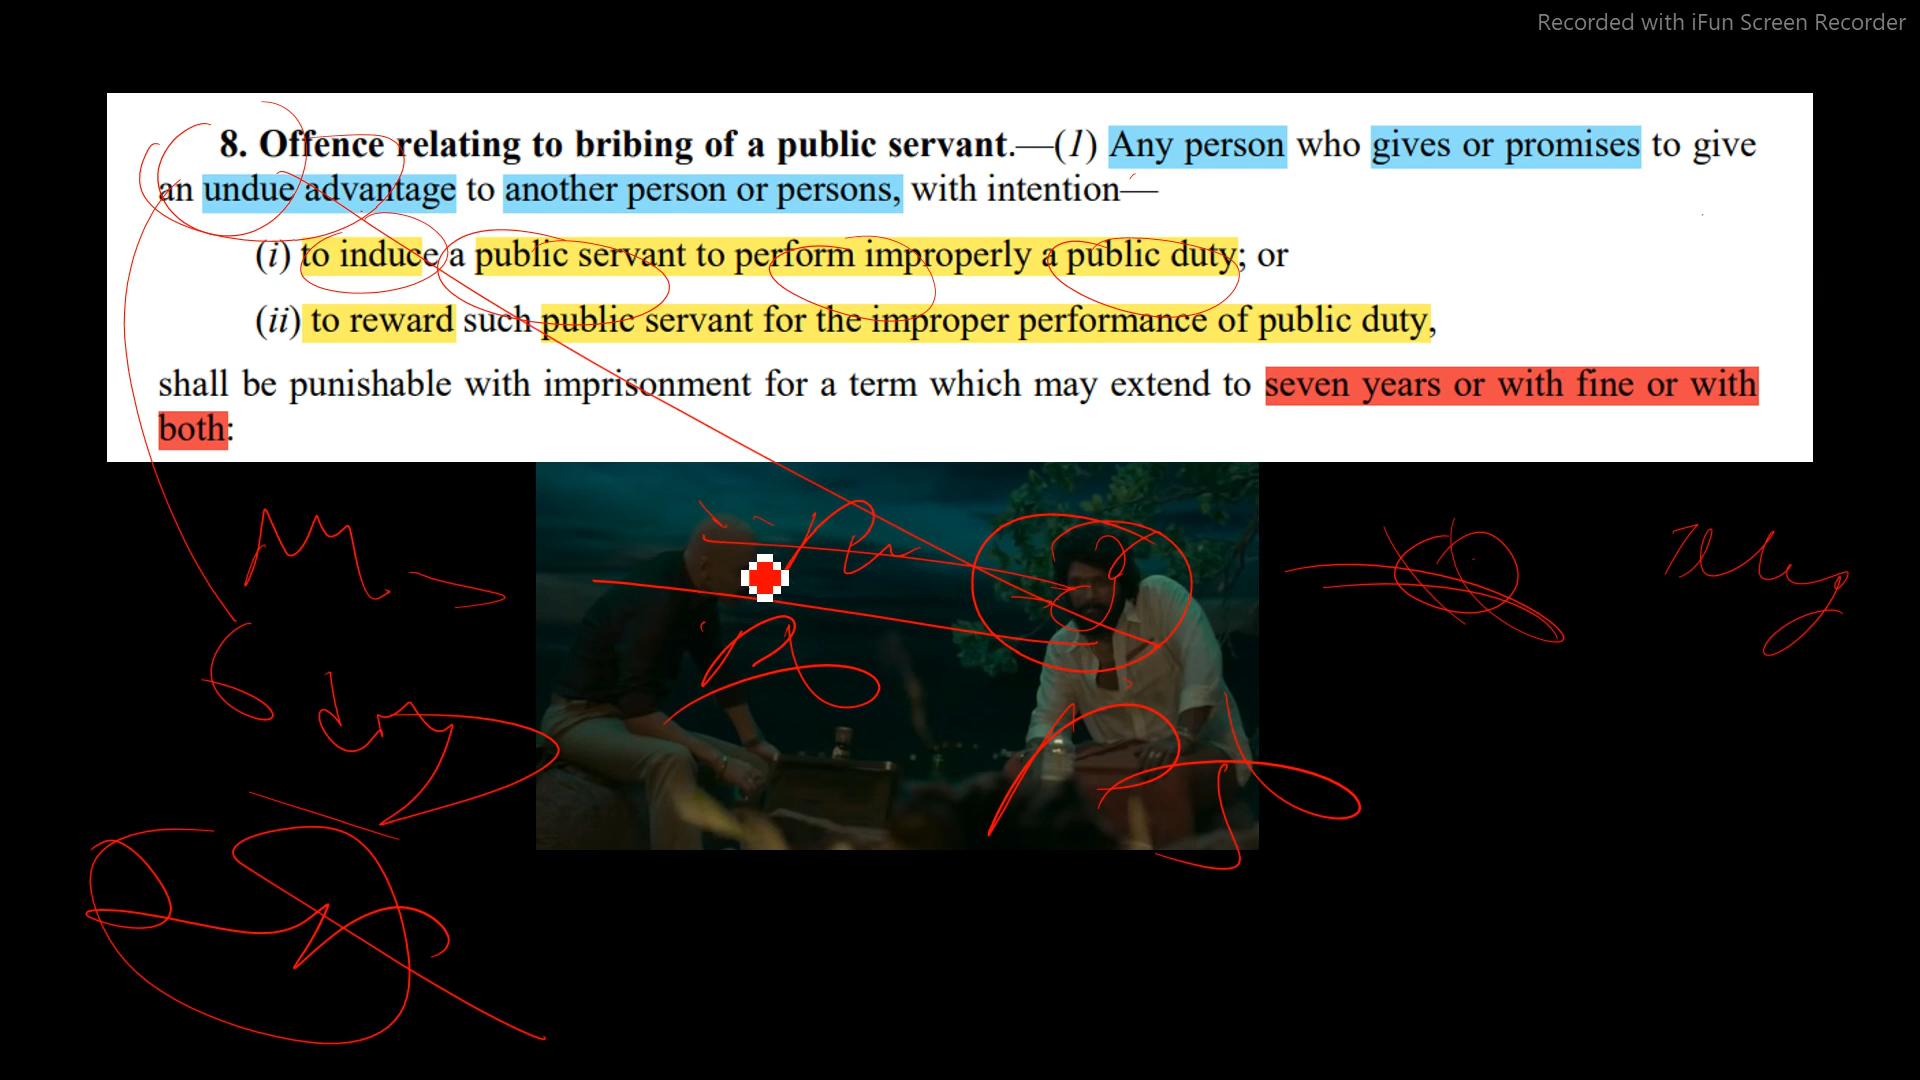 Recorded with iFun Screen Recorder
8. Offence relating to bribing of a public servant.—(1) Any person who gives or promises to give
an undue advantage to another person or persons, with intention—
(i) to induce a public servant to perform improperly a public duty; or
(ii) to reward such public servant for the improper performance of public duty,
shall be punishable with imprisonment for a term which may extend to seven years or with fine or with
both: